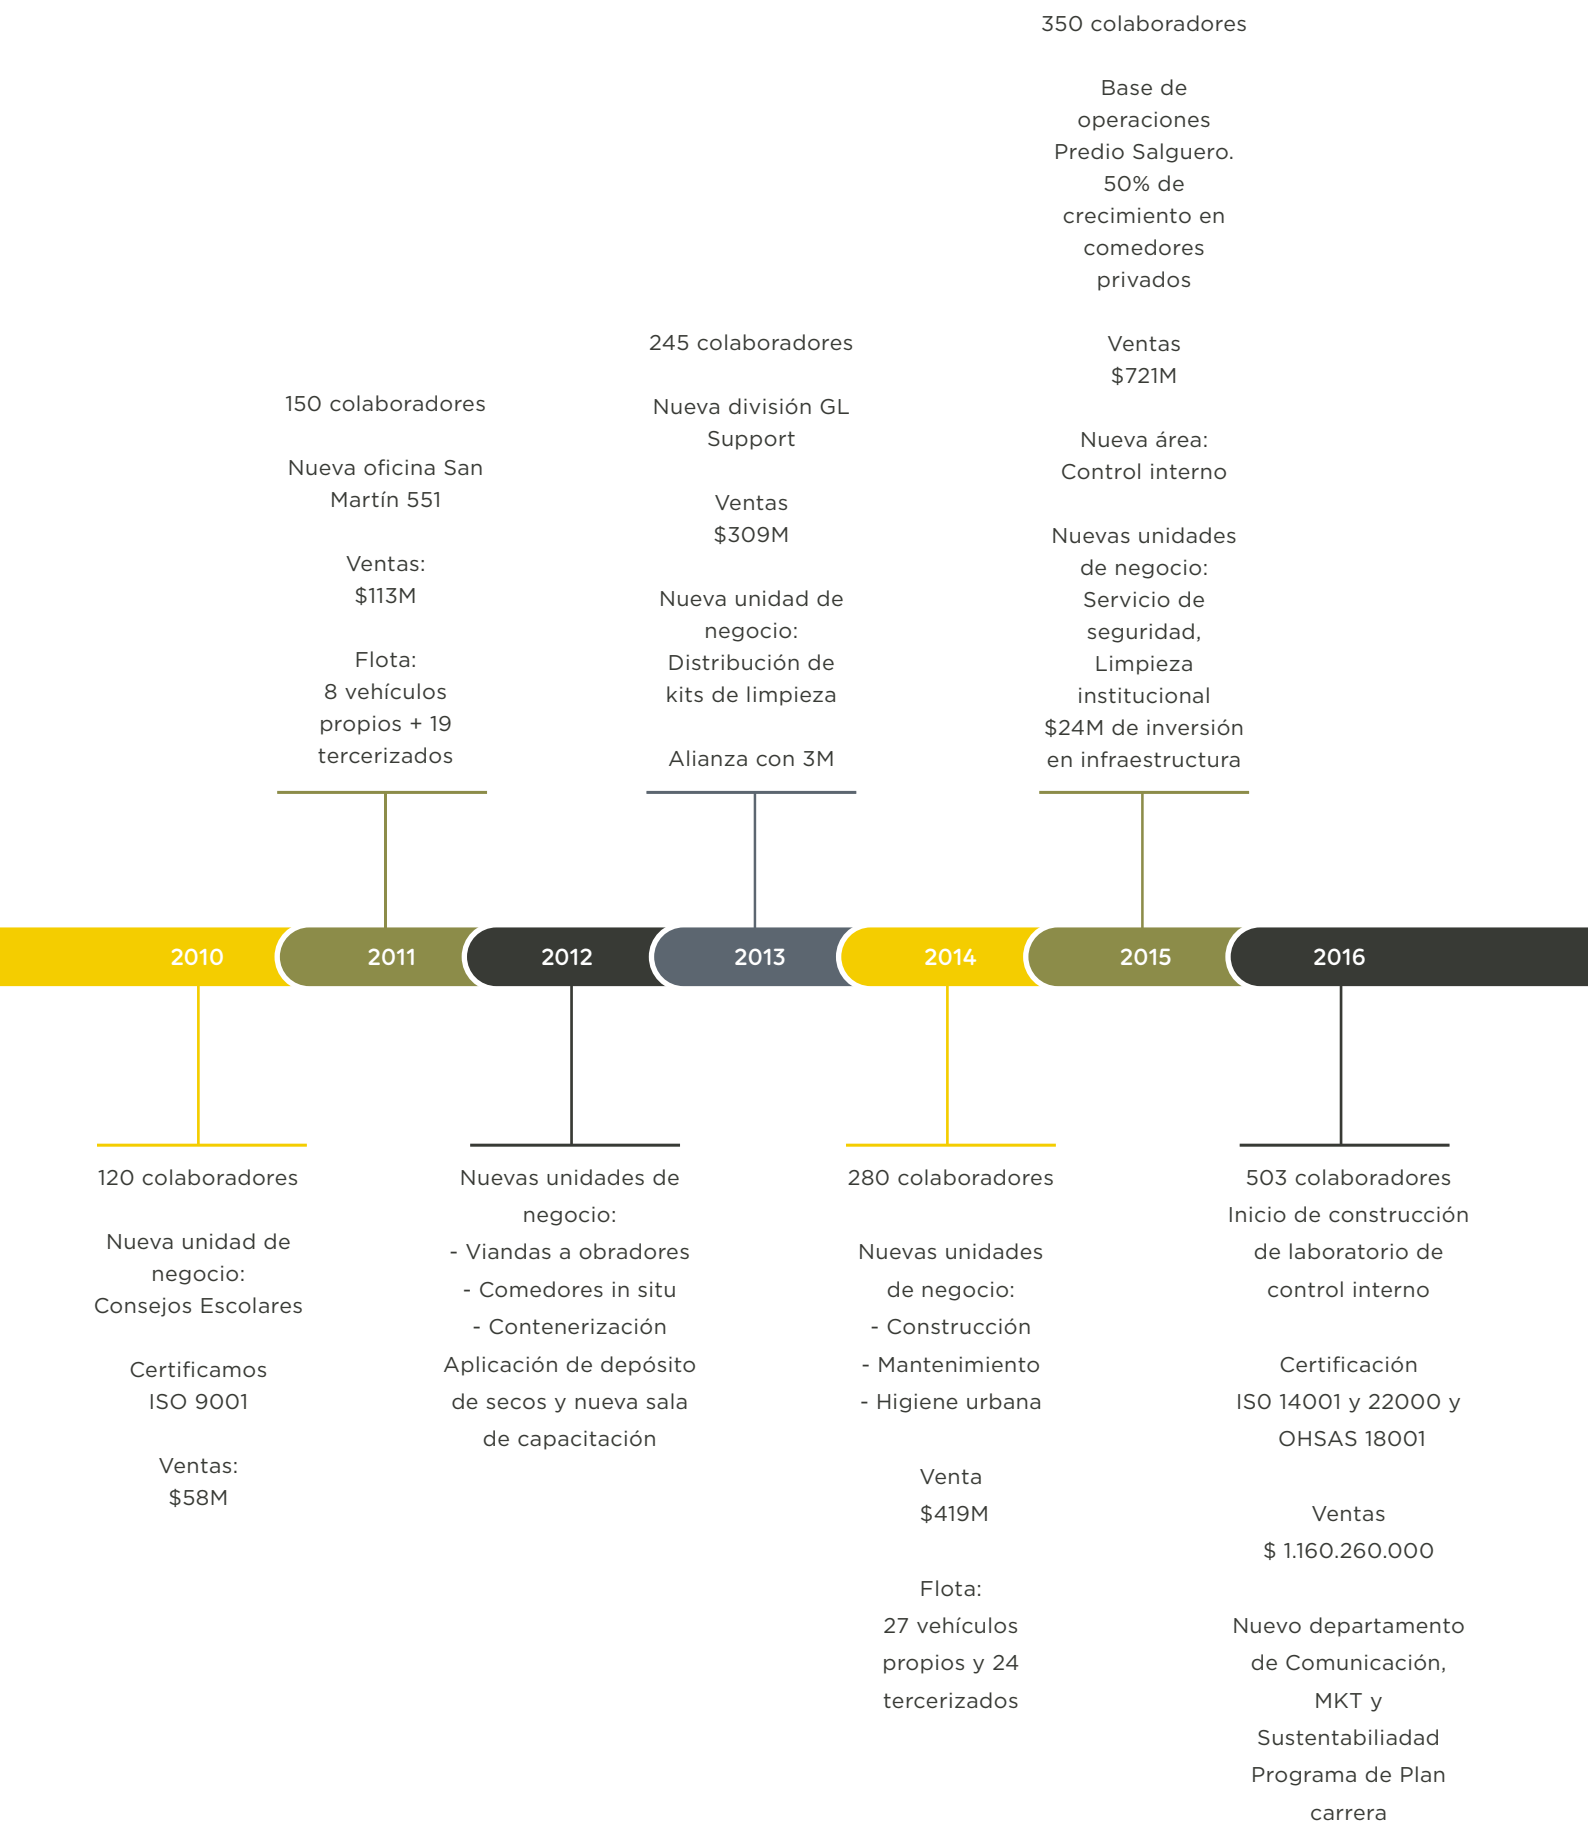 350 colaboradores
Base de
operaciones
Predio Salguero.
50% de
crecimiento en
comedores
privados
Ventas
$721M
Nueva área:
Control interno
Nuevas unidades
de negocio:
Servicio de
seguridad,
Limpieza
institucional
$24M de inversión
en infraestructura
245 colaboradores
Nueva división GL
Support
Ventas
$309M
Nueva unidad de
negocio:
Distribución de
kits de limpieza
Alianza con 3M
150 colaboradores
Nueva oficina San
Martín 551
Ventas:
$113M
Flota:
8 vehículos
propios + 19
tercerizados
2010
2011
2012
2013
2014
2015
2016
120 colaboradores
Nueva unidad de
negocio:
Consejos Escolares
Certificamos
ISO 9001
Ventas:
$58M
Nuevas unidades de
negocio:
- Viandas a obradores
- Comedores in situ
- Contenerización
Aplicación de depósito
de secos y nueva sala
de capacitación
280 colaboradores
Nuevas unidades
de negocio:
- Construcción
- Mantenimiento
- Higiene urbana
Venta
$419M
Flota:
27 vehículos
propios y 24
tercerizados
503 colaboradores
Inicio de construcción
de laboratorio de
control interno
Certificación
IS0 14001 y 22000 y
OHSAS 18001
Ventas
$ 1.160.260.000
Nuevo departamento
de Comunicación,
MKT y
Sustentabiliadad
Programa de Plan
carrera